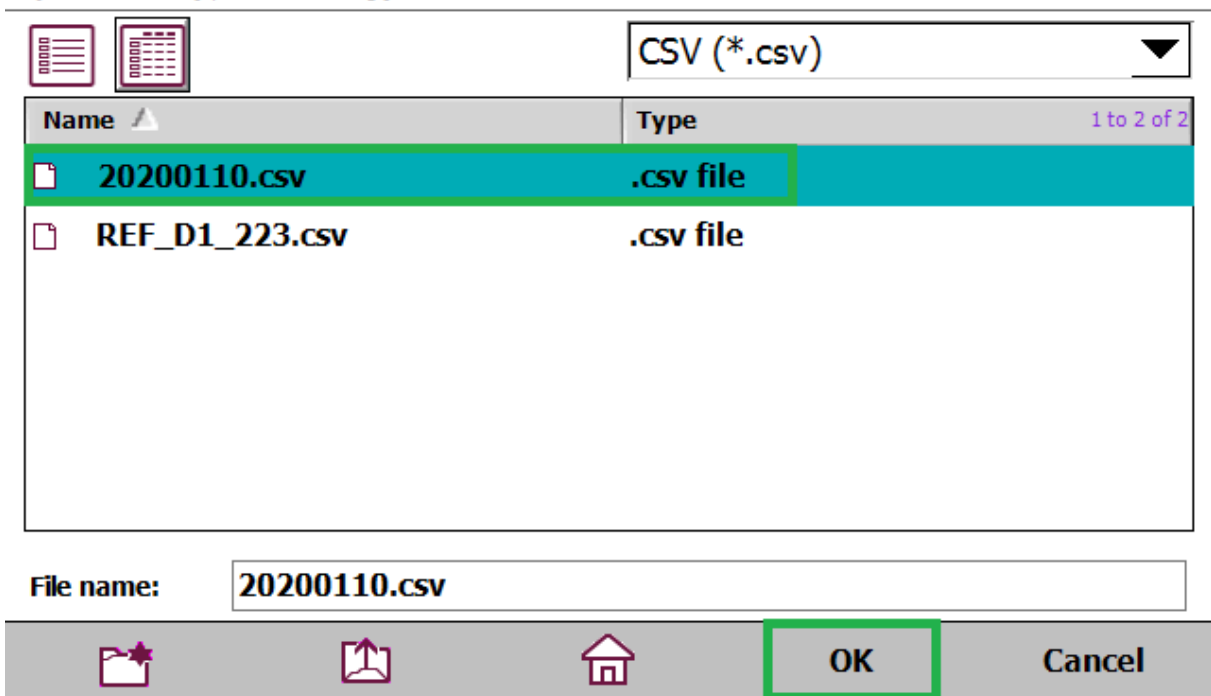 CSV (*.csv)
Name Type 1 to 2 of 2
20200110.csv .csv file
REF_D1_223.csv .csv file
File name: 20200110.csv
OK Cancel